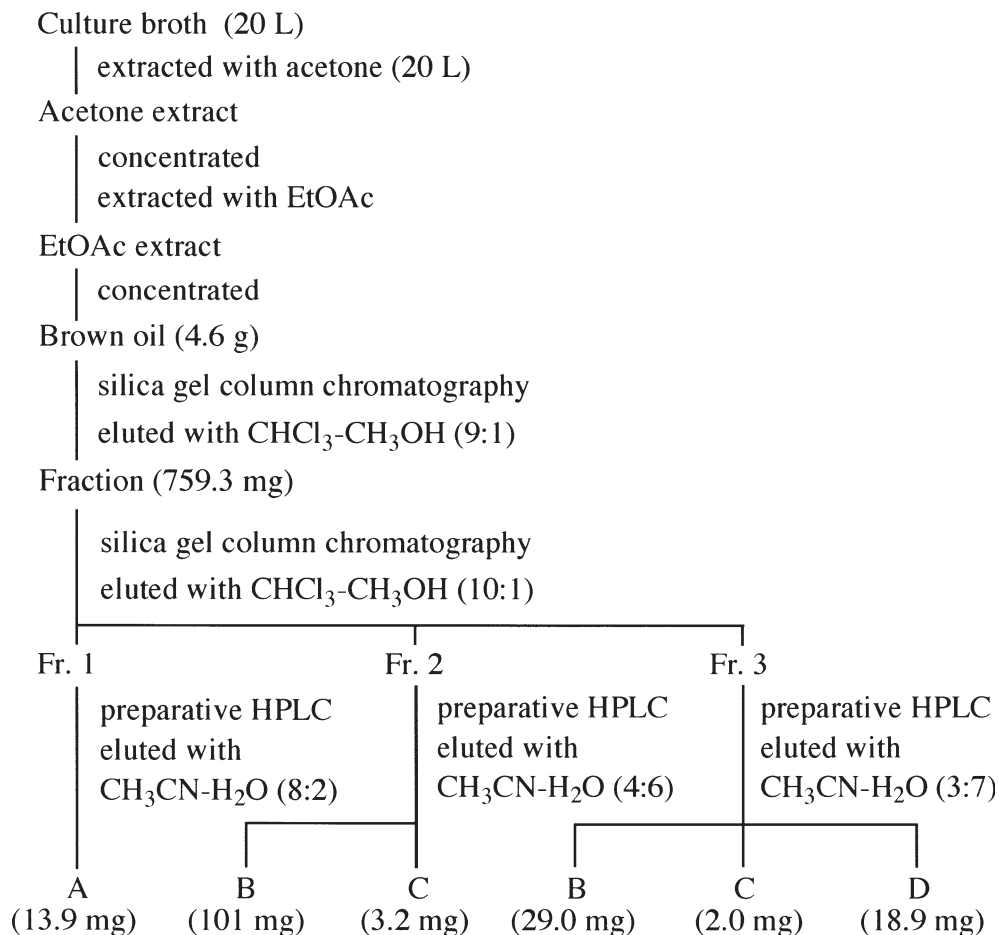 Culture broth (20 L)
extracted with acetone (20 L)
Acetone extract
concentrated
extracted with EtOAc
EtOAc extract
concentrated
Brown oil (4.6 g)
silica gel column chromatography
eluted with CHCl₃-CH₃OH (9:1)
Fraction (759.3 mg)
silica gel column chromatography
eluted with CHCl₃-CH₃OH (10:1)
Fr. 1 Fr. 2 Fr. 3
preparative HPLC preparative HPLC preparative HPLC
eluted with eluted with eluted with
CH₃CN-H₂O (8:2) CH₃CN-H₂O (4:6) CH₃CN-H₂O (3:7)
A B C B C D
(13.9 mg) (101 mg) (3.2 mg) (29.0 mg) (2.0 mg) (18.9 mg)